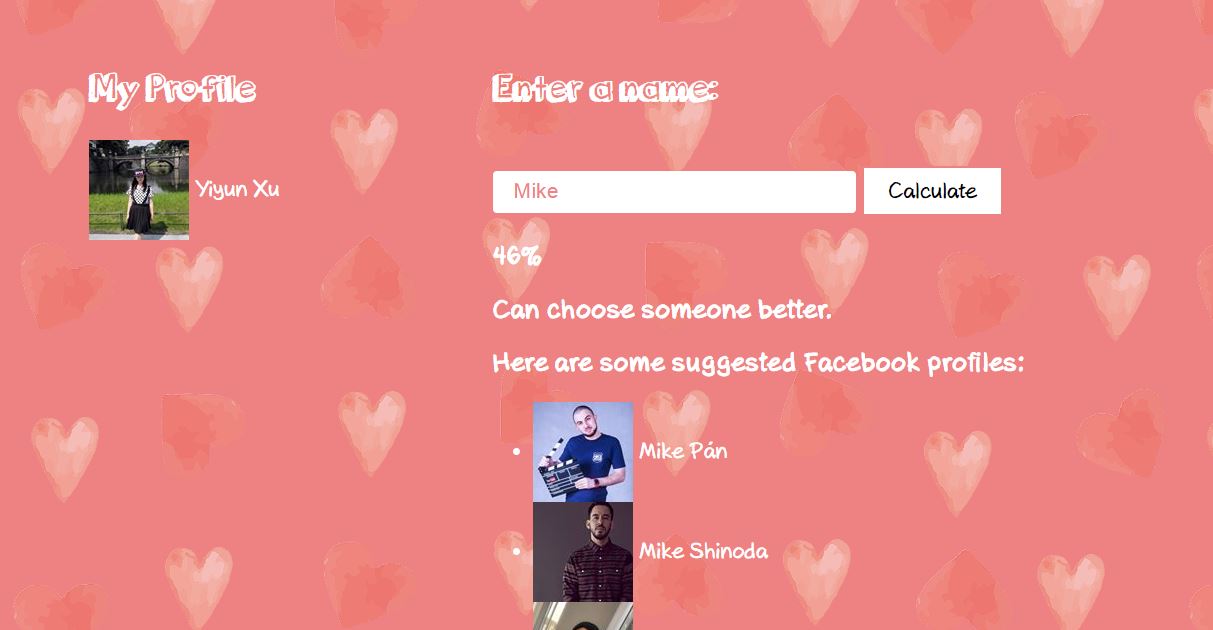 My Profile
Yiyun Xu
Enter a name:
Mike
Calculate
46%
Can choose someone better.
Here are some suggested Facebook profiles:
Mike Pán
Mike Shinoda